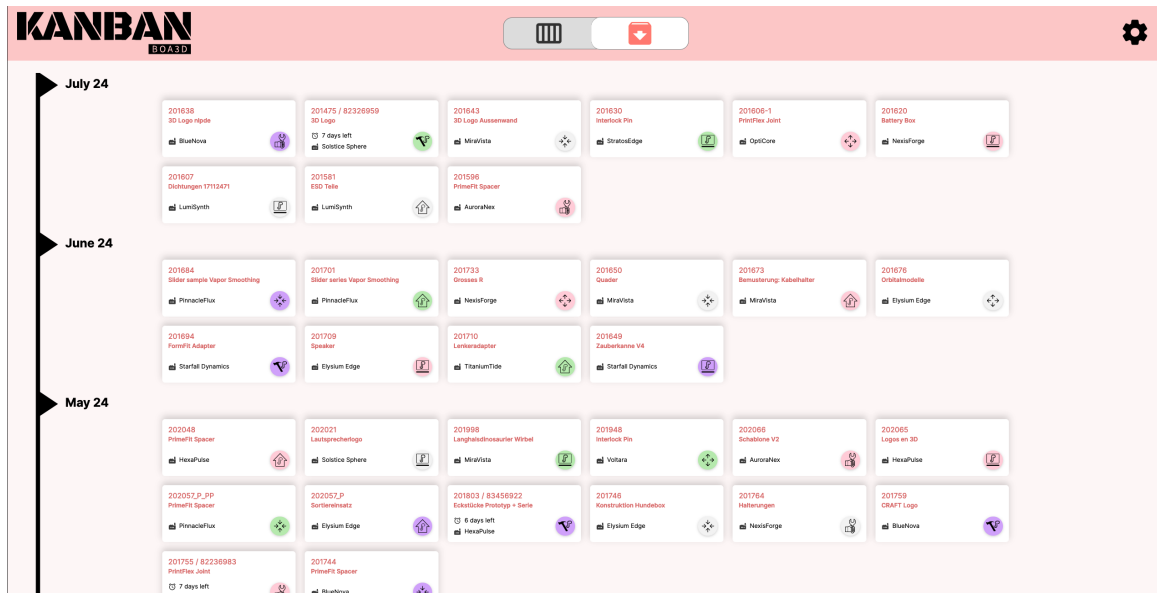 KANBAN
BOA3D
July 24
201638
3D Logo nipde
BlueNova
201475 / 82326959
3D Logo
7 days left
Solstice Sphere
201643
3D Logo Aussenwand
MiraVista
201630
Interlock Pin
StratosEdge
201606-1
PrintFlex Joint
OptiCore
201620
Battery Box
NexisForge
201607
Dichtungen 17112471
LumiSynth
201581
ESD Teile
LumiSynth
201596
PrimeFit Spacer
AuroraNex
June 24
201684
Slider sample Vapor Smoothing
PinnacleFlux
201701
Slider series Vapor Smoothing
PinnacleFlux
201733
Grosses R
NexisForge
201650
Quader
MiraVista
201673
Bemusterung: Kabelhalter
MiraVista
201676
Orbitalmodelle
Elysium Edge
201694
FormFit Adapter
Starfall Dynamics
201709
Speaker
Elysium Edge
201710
Lenkeradapter
TitaniumTide
201649
Zauberkanne V4
Starfall Dynamics
May 24
202048
PrimeFit Spacer
HexaPulse
202021
Lautsprecherlogo
Solstice Sphere
201998
Langhalsdinosaurier Wirbel
MiraVista
201948
Interlock Pin
Voltara
202066
Schablone V2
AuroraNex
202065
Logos en 3D
HexaPulse
202057_P_PP
PrimeFit Spacer
PinnacleFlux
202057_P
Sortiereinsatz
Elysium Edge
201803 / 83456922
Eckstücke Prototyp + Serie
6 days left
HexaPulse
201746
Konstruktion Hundebox
Elysium Edge
201764
Halterungen
NexisForge
201759
CRAFT Logo
BlueNova
201755 / 82236983
PrintFlex Joint
7 days left
201744
PrimeFit Spacer
BlueNova